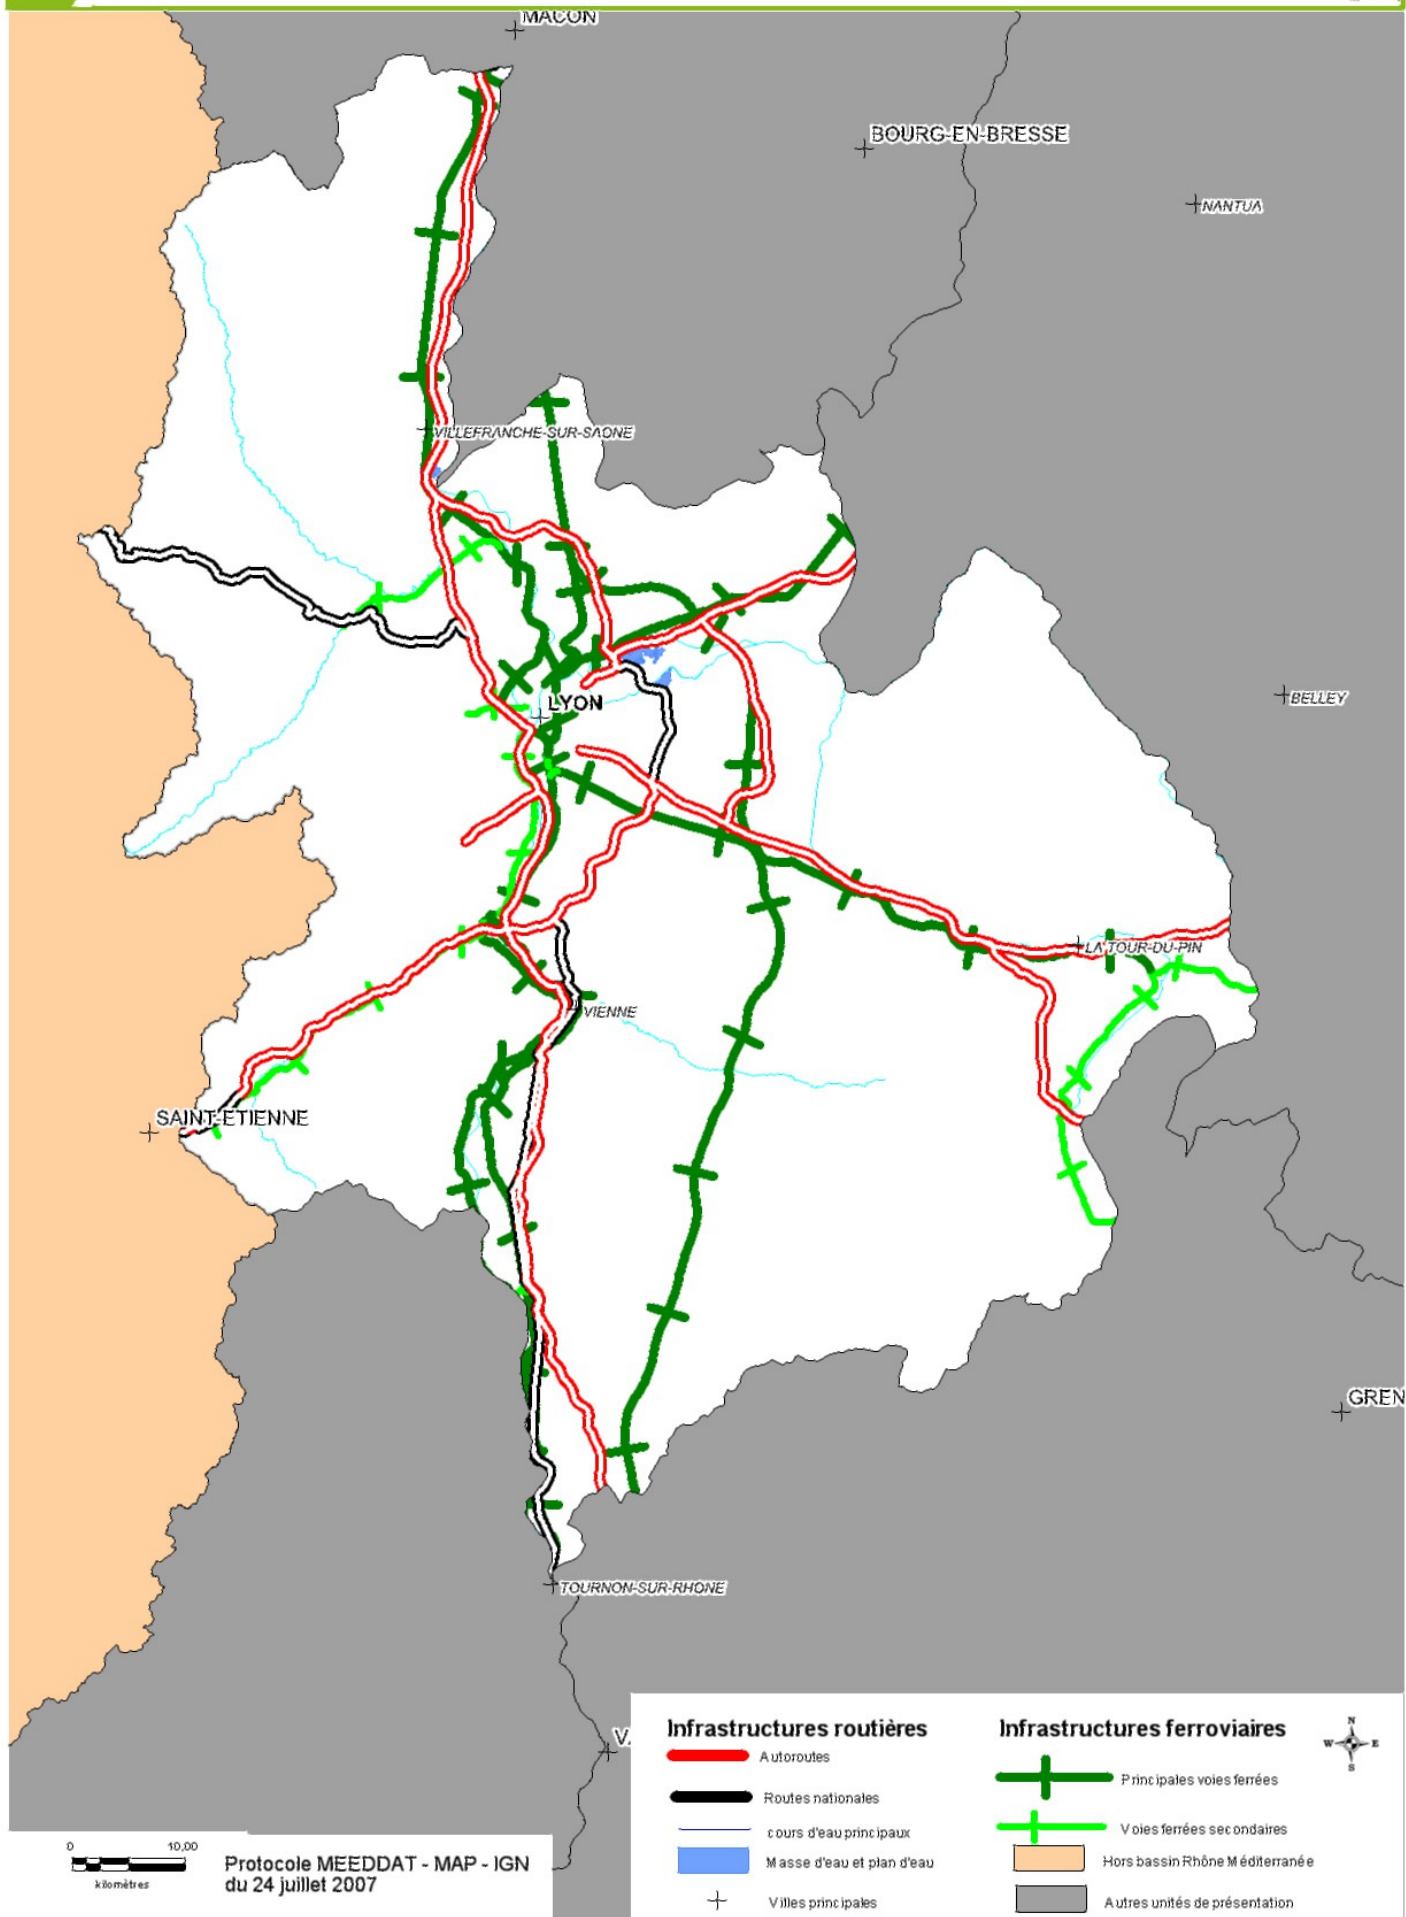 MACON
BOURG-EN-BRESSE
NANTUA
VILLEFRANCHE-SUR-SAONE
BELLEY
LYON
LA TOUR-DU-PIN
VIENNE
SAINT-ETIENNE
GREN
TOURNON-SUR-RHONE
Infrastructures routières
Autoroutes
Routes nationales
cours d'eau principaux
Masse d'eau et plan d'eau
Villes principales
Infrastructures ferroviaires
Principales voies ferrées
Voies ferrées secondaires
Hors bassin Rhône Méditerranée
Autres unités de présentation
N
W E
S
0 10,00
kilomètres
Protocole MEEDDAT - MAP - IGN
du 24 juillet 2007